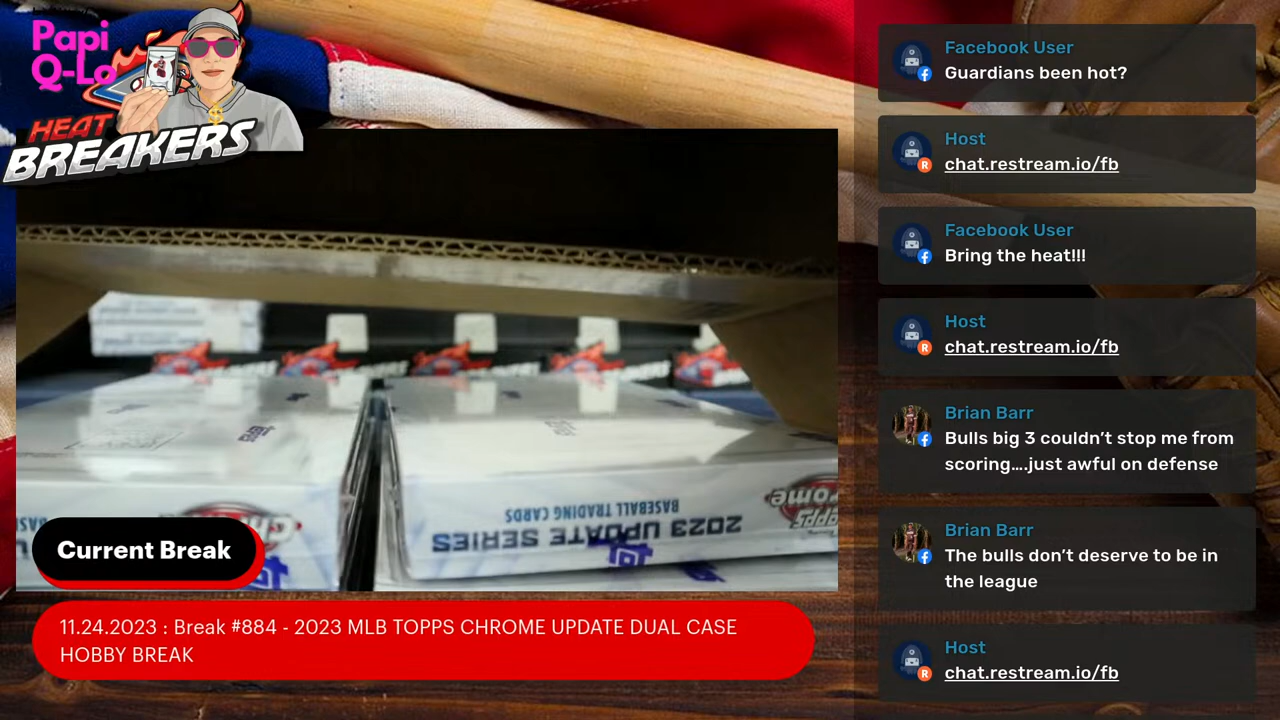 Papi
Q-Lo
HEAT
BREAKERS
BASEBALL TRADING CARDS
2023 UPDATE SERIES
Current Break
11.24.2023 : Break #884 - 2023 MLB TOPPS CHROME UPDATE DUAL CASE
HOBBY BREAK
Facebook User
Guardians been hot?
Host
chat.restream.io/fb
Facebook User
Bring the heat!!!
Host
chat.restream.io/fb
Brian Barr
Bulls big 3 couldn’t stop me from
scoring....just awful on defense
Brian Barr
The bulls don’t deserve to be in
the league
Host
chat.restream.io/fb